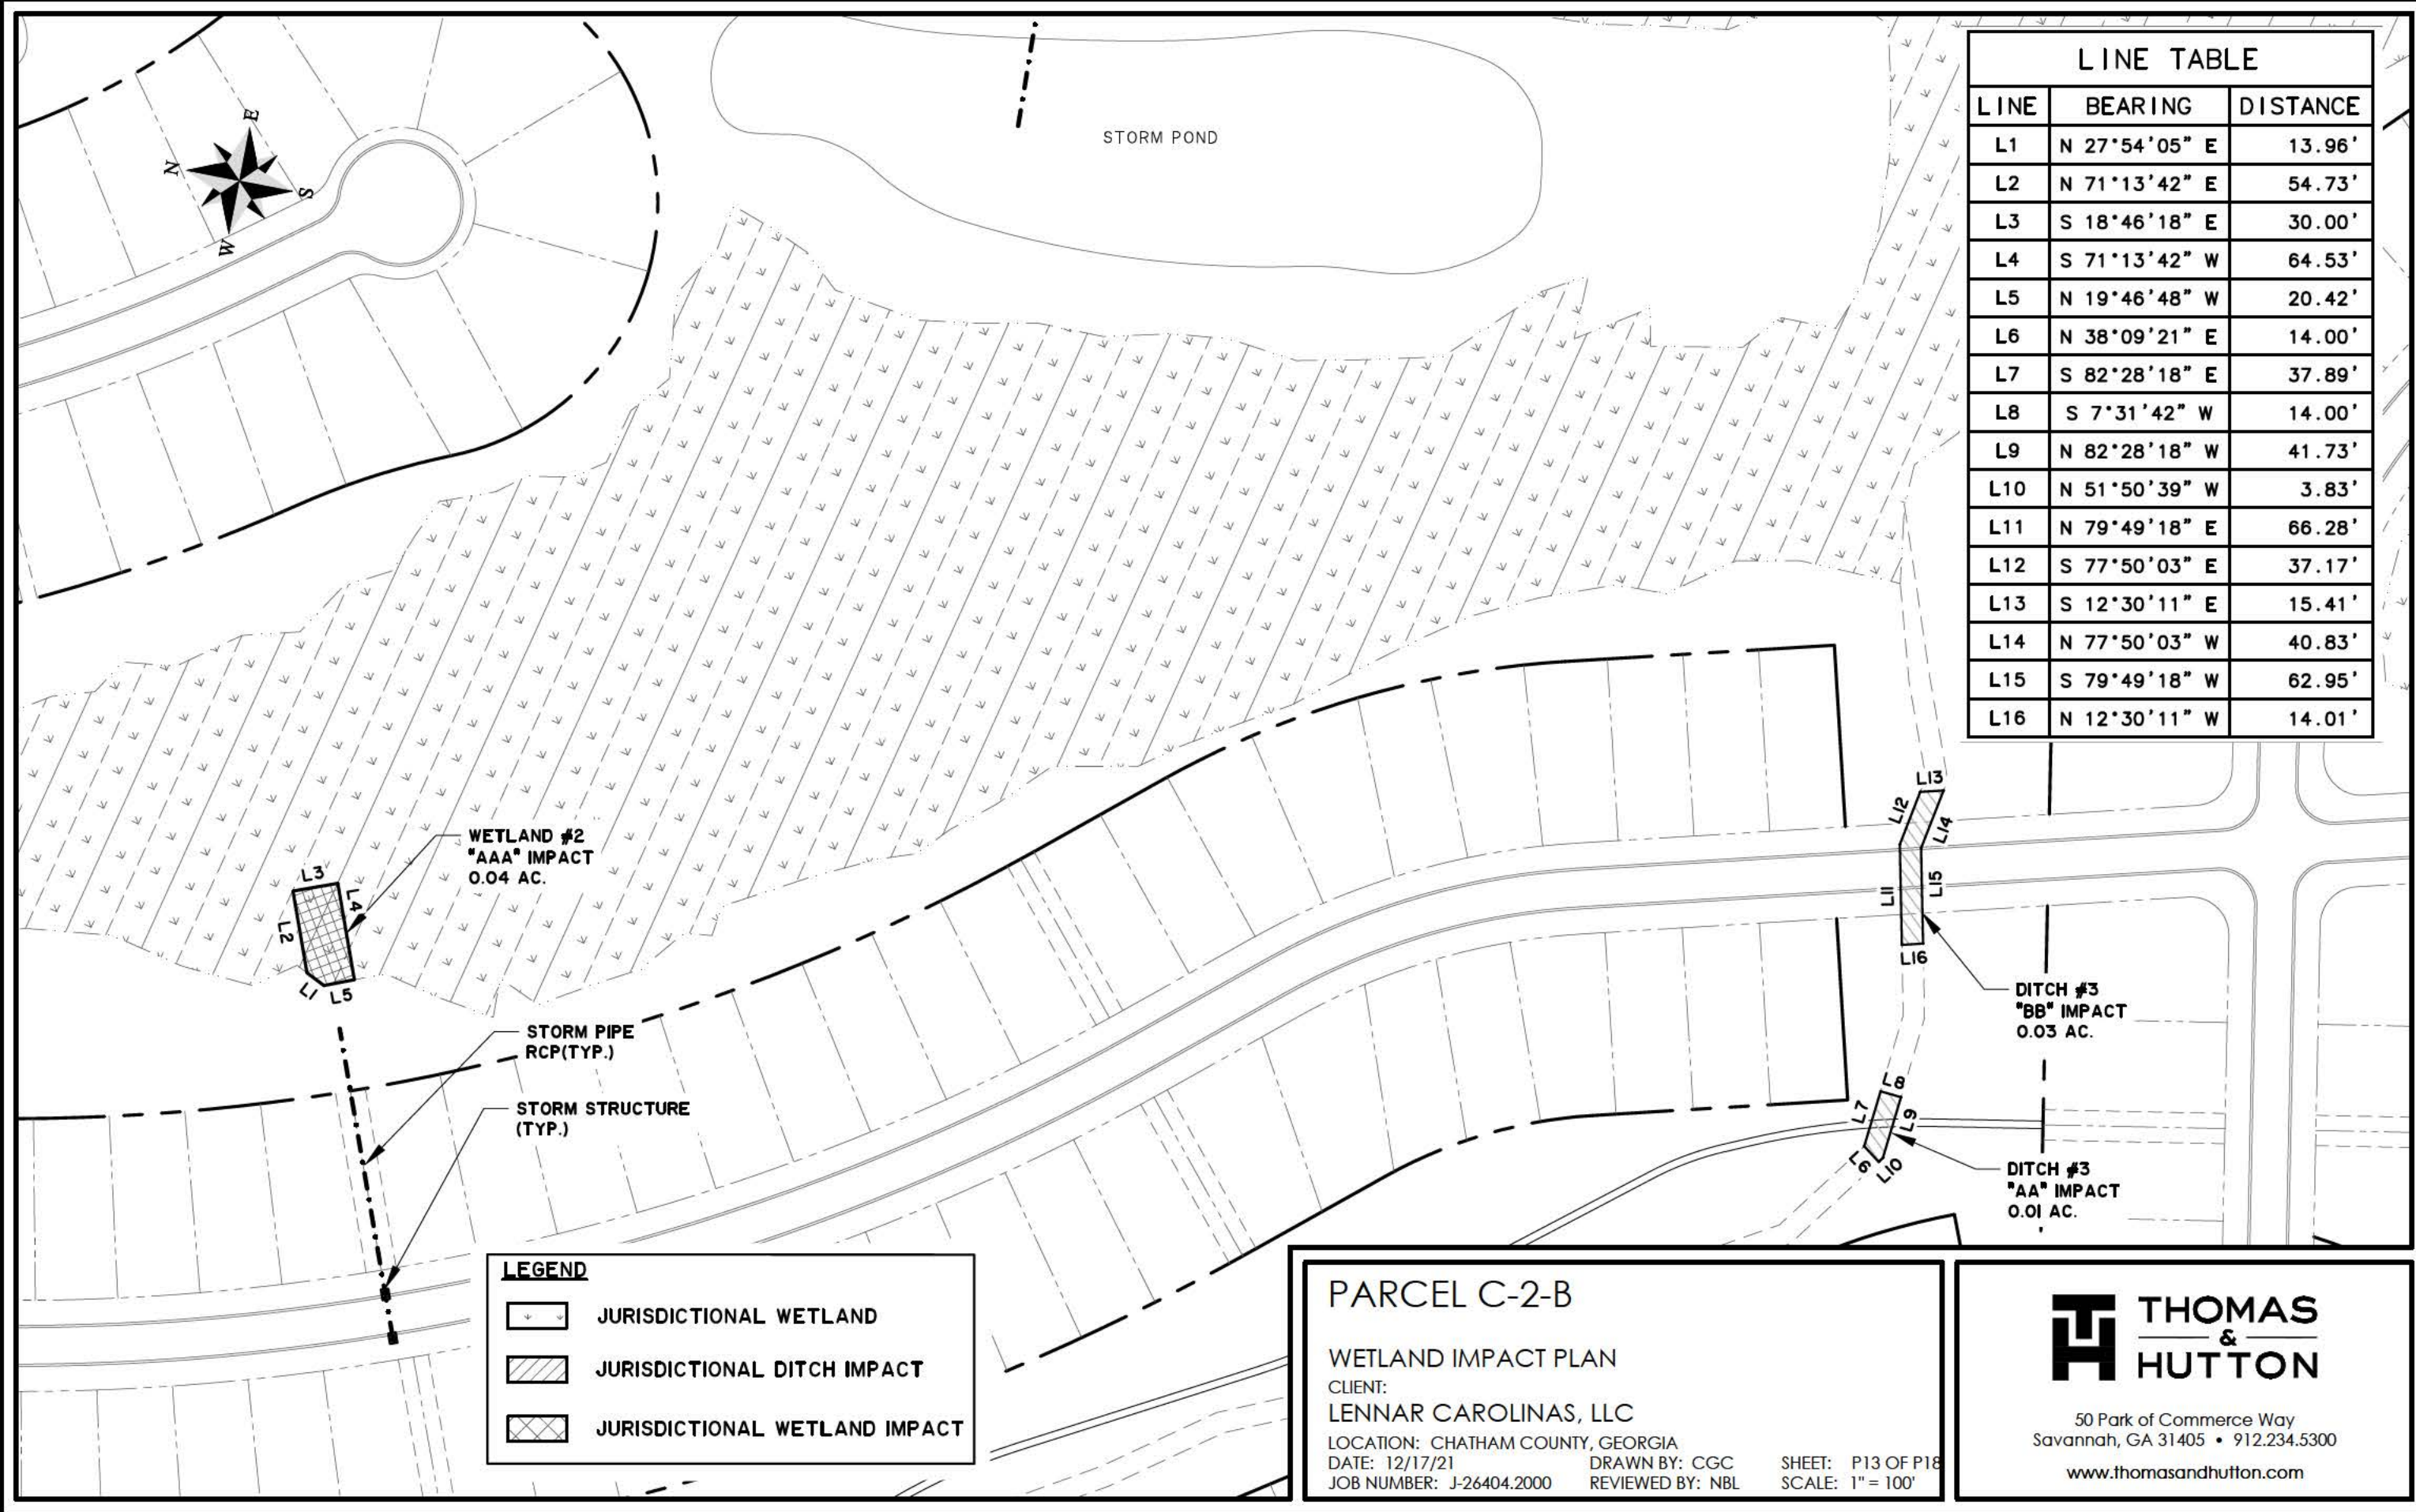 E
N
S
W
STORM POND
LINE TABLE
LINE BEARING DISTANCE
L1 N 27°54'05" E 13.96'
L2 N 71°13'42" E 54.73'
L3 S 18°46'18" E 30.00'
L4 S 71°13'42" W 64.53'
L5 N 19°46'48" W 20.42'
L6 N 38°09'21" E 14.00'
L7 S 82°28'18" E 37.89'
L8 S 7°31'42" W 14.00'
L9 N 82°28'18" W 41.73'
L10 N 51°50'39" W 3.83'
L11 N 79°49'18" E 66.28'
L12 S 77°50'03" E 37.17'
L13 S 12°30'11" E 15.41'
L14 N 77°50'03" W 40.83'
L15 S 79°49'18" W 62.95'
L16 N 12°30'11" W 14.01'
WETLAND #2
"AAA" IMPACT
0.04 AC.
L3
L4
L2
L1
L5
L13
L12
L14
L11
L15
L16
DITCH #3
"BB" IMPACT
0.03 AC.
STORM PIPE
RCP(TYP.)
STORM STRUCTURE
(TYP.)
L8
L7
L9
L6
L10
DITCH #3
"AA" IMPACT
0.01 AC.
LEGEND
JURISDICTIONAL WETLAND
JURISDICTIONAL DITCH IMPACT
JURISDICTIONAL WETLAND IMPACT
PARCEL C-2-B
WETLAND IMPACT PLAN
CLIENT:
LENNAR CAROLINAS, LLC
LOCATION: CHATHAM COUNTY, GEORGIA
DATE: 12/17/21 DRAWN BY: CGC SHEET: P13 OF P18
JOB NUMBER: J-26404.2000 REVIEWED BY: NBL SCALE: 1" = 100'
TH
THOMAS
&
HUTTON
50 Park of Commerce Way
Savannah, GA 31405 • 912.234.5300
www.thomasandhutton.com